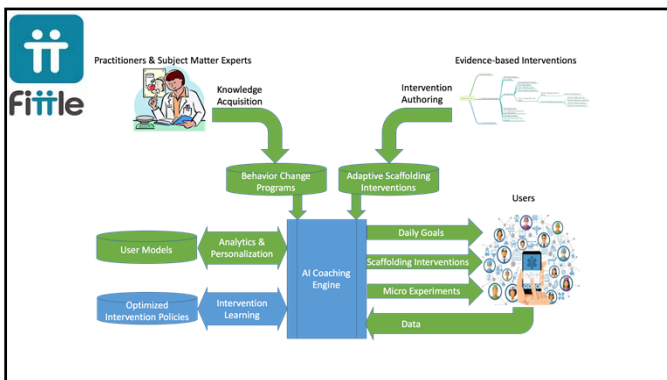 Fittle
Practitioners & Subject Matter Experts
Evidence-based Interventions
Knowledge
Acquisition
Intervention
Authoring
Behavior Change
Programs
Adaptive Scaffolding
Interventions
Users
User Models
Analytics &
Personalization
AI Coaching
Engine
Daily Goals
Scaffolding Interventions
Micro Experiments
Optimized
Intervention Policies
Intervention
Learning
Data